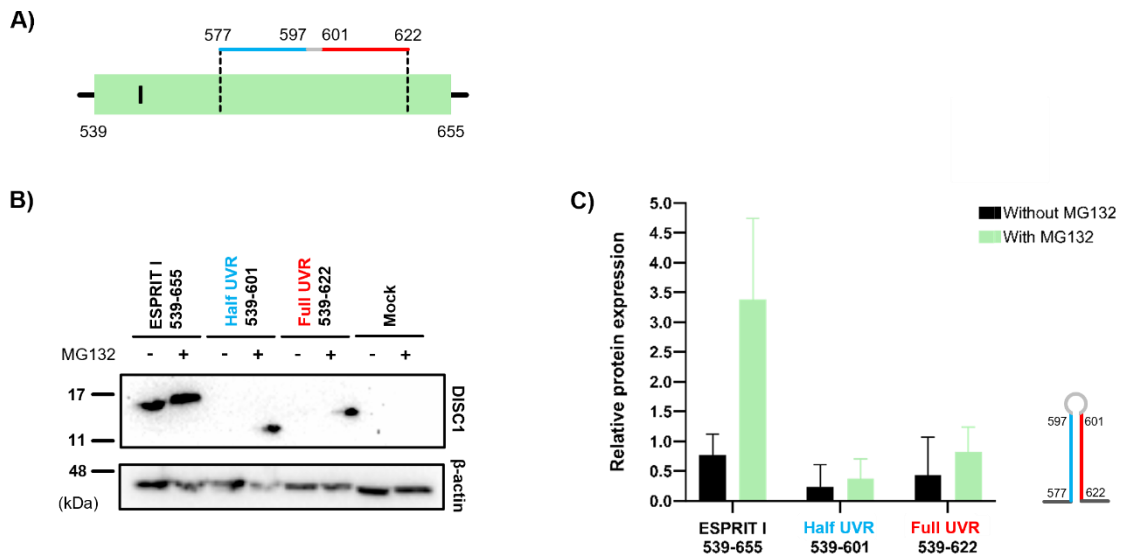 A)
577 597 601 622
539 655
B)
ESPRIT I
539-655
Half UVR
539-601
Full UVR
539-622
Mock
MG132 - + - + - + - +
17
11
DISC1
48
(kDa)
β-actin
C)
Relative protein expression
5.0
4.5
4.0
3.5
3.0
2.5
2.0
1.5
1.0
0.5
0.0
Without MG132
With MG132
ESPRIT I
539-655
Half UVR
539-601
Full UVR
539-622
597 601
577 622